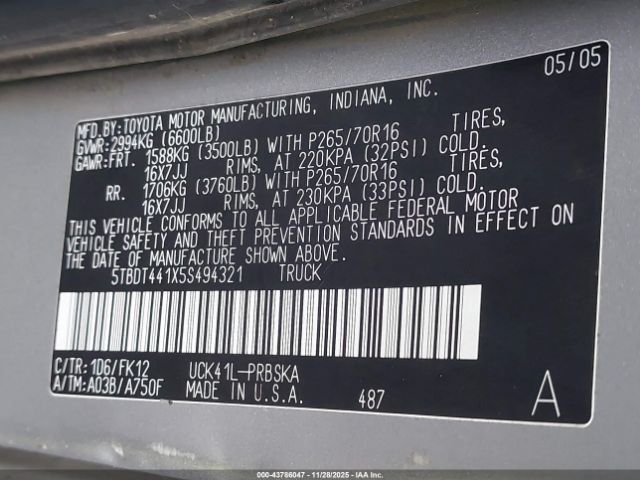 05/05
MFD.BY:TOYOTA MOTOR MANUFACTURING, INDIANA, INC.
GVWR:2994KG (6600LB)
GAWR:FRT. 1588KG (3500LB) WITH P265/70R16 TIRES,
16X7JJ RIMS, AT 220KPA (32PSI) COLD.
RR. 1706KG (3760LB) WITH P265/70R16 TIRES,
16X7JJ RIMS, AT 230KPA (33PSI) COLD.
THIS VEHICLE CONFORMS TO ALL APPLICABLE FEDERAL MOTOR
VEHICLE SAFETY AND THEFT PREVENTION STANDARDS IN EFFECT ON
THE DATE OF MANUFACTURE SHOWN ABOVE.
5TBDT441X5S494321 TRUCK
C/TR:1D6/FK12 UCK41L-PRBSKA
A/TM:A03B/A750F MADE IN U.S.A. 487 A
000-43786047 - 11/28/2025 - IAA Inc.